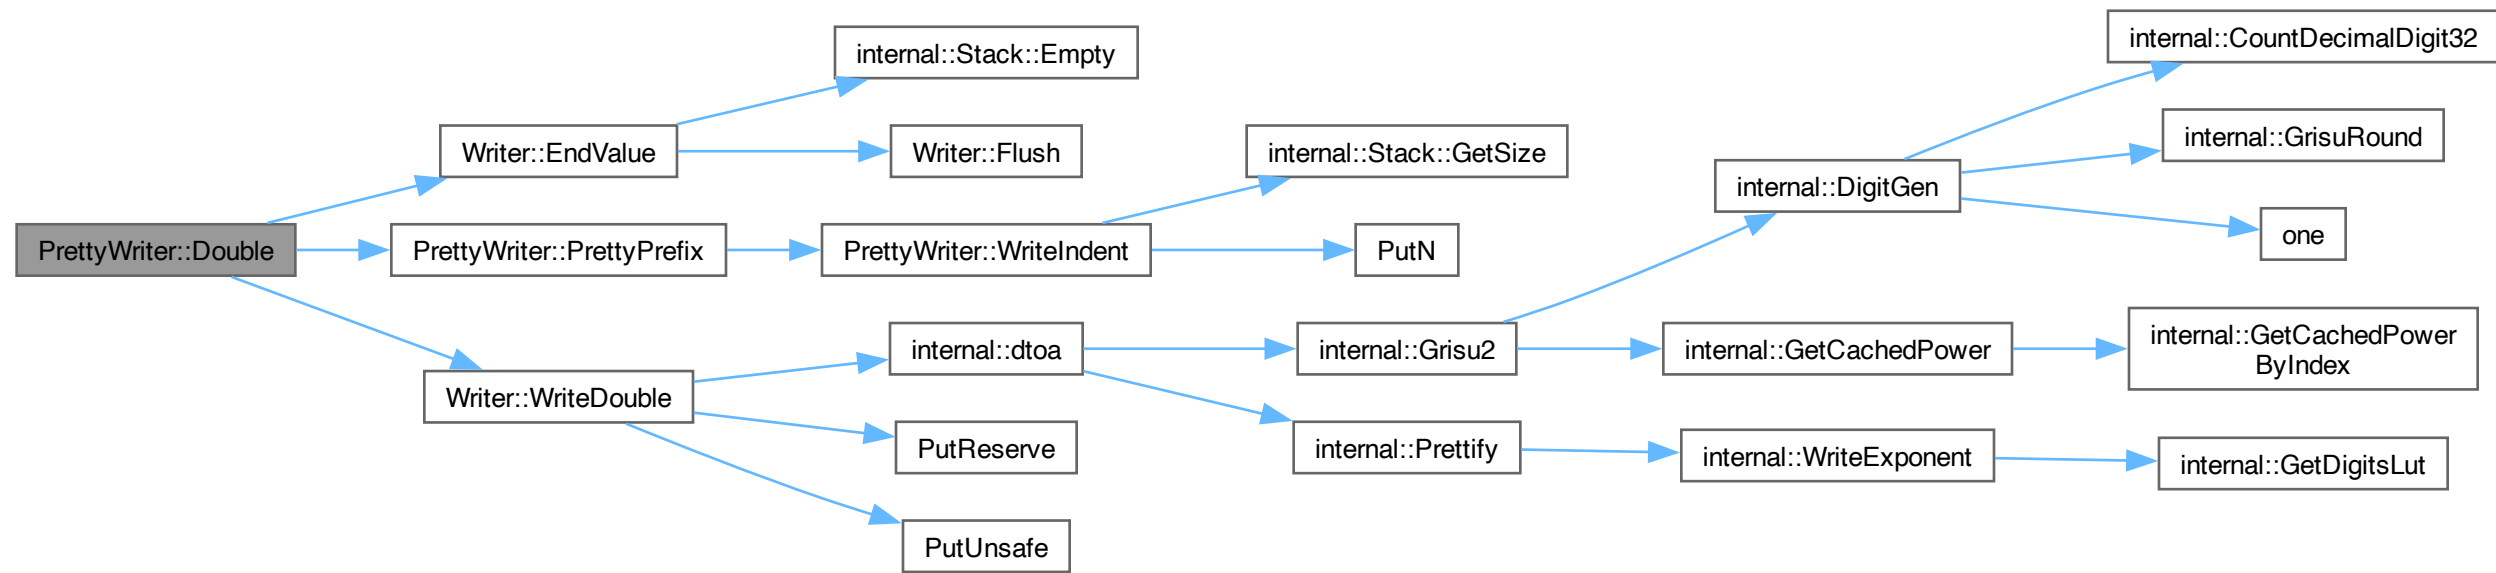 PrettyWriter::Double
Writer::EndValue
internal::Stack::Empty
Writer::Flush
PrettyWriter::PrettyPrefix
PrettyWriter::WriteIndent
internal::Stack::GetSize
PutN
Writer::WriteDouble
internal::dtoa
internal::Grisu2
internal::DigitGen
internal::CountDecimalDigit32
internal::GrisuRound
one
internal::GetCachedPower
internal::GetCachedPower
ByIndex
internal::Prettify
internal::WriteExponent
internal::GetDigitsLut
PutReserve
PutUnsafe